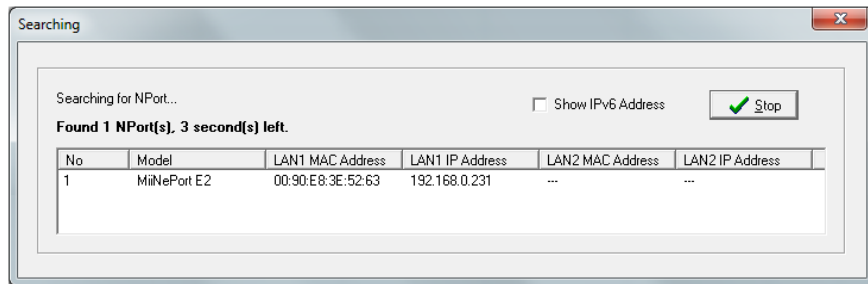 Searching
Searching for NPort...
Show IPv6 Address
Stop
Found 1 NPort(s), 3 second(s) left.
No Model LAN1 MAC Address LAN1 IP Address LAN2 MAC Address LAN2 IP Address
1 MiiNePort E2 00:90:E8:3E:52:63 192.168.0.231 --- ---